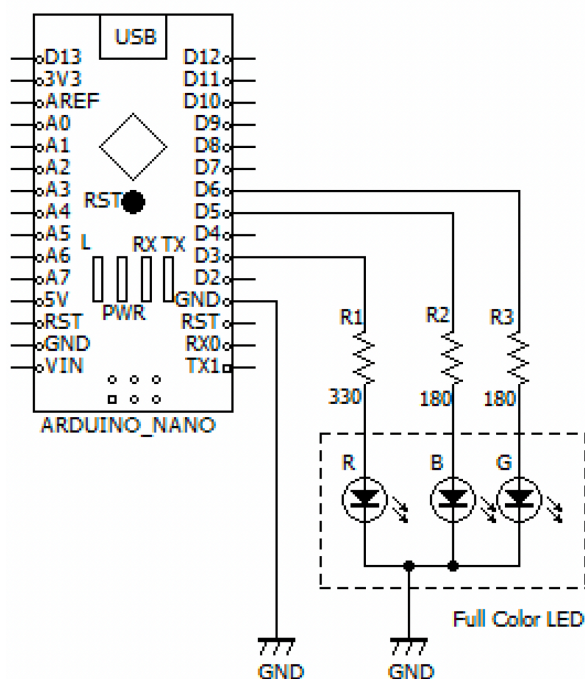 USB
D13 D12
3V3 D11
AREF D10
A0 D9
A1 D8
A2 D7
A3 D6
RST
A4 D5
A5 D4
L RX TX
A6 D3
A7 D2
5V GND
PWR
RST RST
GND RX0
VIN TX1
ARDUINO_NANO
R1 R2 R3
330 180 180
R B G
Full Color LED
GND GND